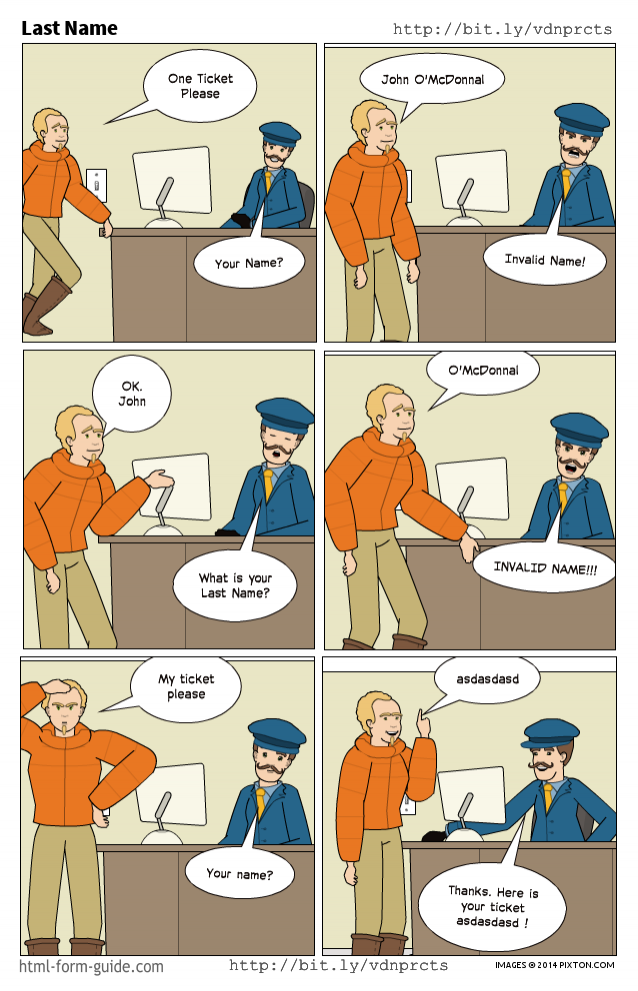 Last Name
http://bit.ly/vdnprcts
One Ticket
Please
Your Name?
John O'McDonnal
Invalid Name!
OK.
John
What is your
Last Name?
O'McDonnal
INVALID NAME!!!
My ticket
please
Your name?
asdasdasd
Thanks. Here is
your ticket
asdasdasd !
html-form-guide.com
http://bit.ly/vdnprcts
IMAGES © 2014 PIXTON.COM